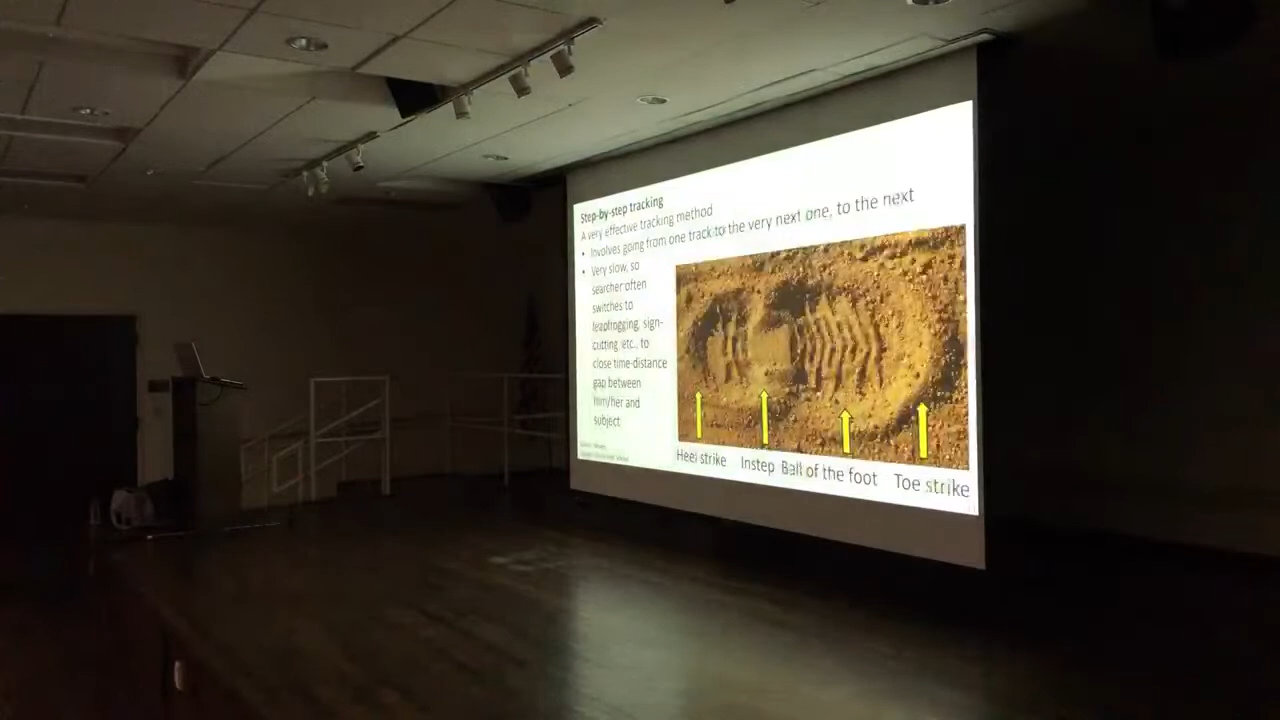 Step-by-step tracking
A very effective tracking method
• Involves going from one track to the very next one, to the next
• Very slow, so
searcher often
switches to
leapfrogging, sign-
cutting, etc., to
close time-distance
gap between
him/her and
subject
Heel strike Instep Ball of the foot Toe strike